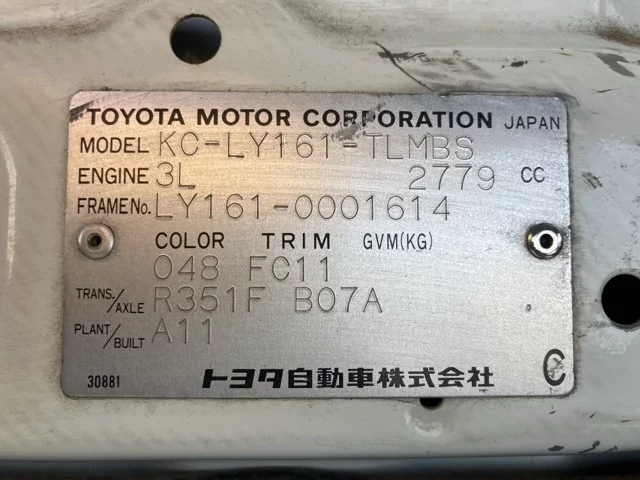 TOYOTA MOTOR CORPORATION JAPAN
MODEL KC-LY161-TLMBS
ENGINE 3L 2779 CC
FRAME No. LY161-0001614
COLOR TRIM GVM(KG)
048 FC11
TRANS./AXLE R351F B07A
PLANT/BUILT A11
30881 トヨタ自動車株式会社 C